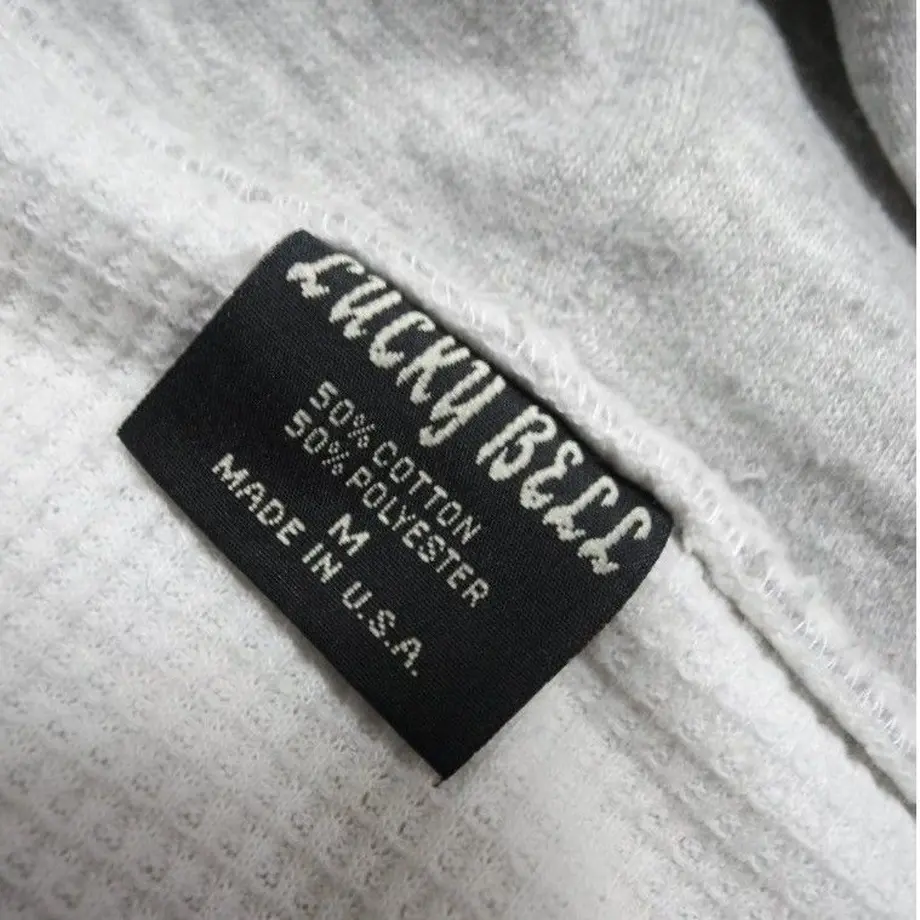 LUCKY BELL
50% COTTON
50% POLYESTER
M
MADE IN U.S.A.